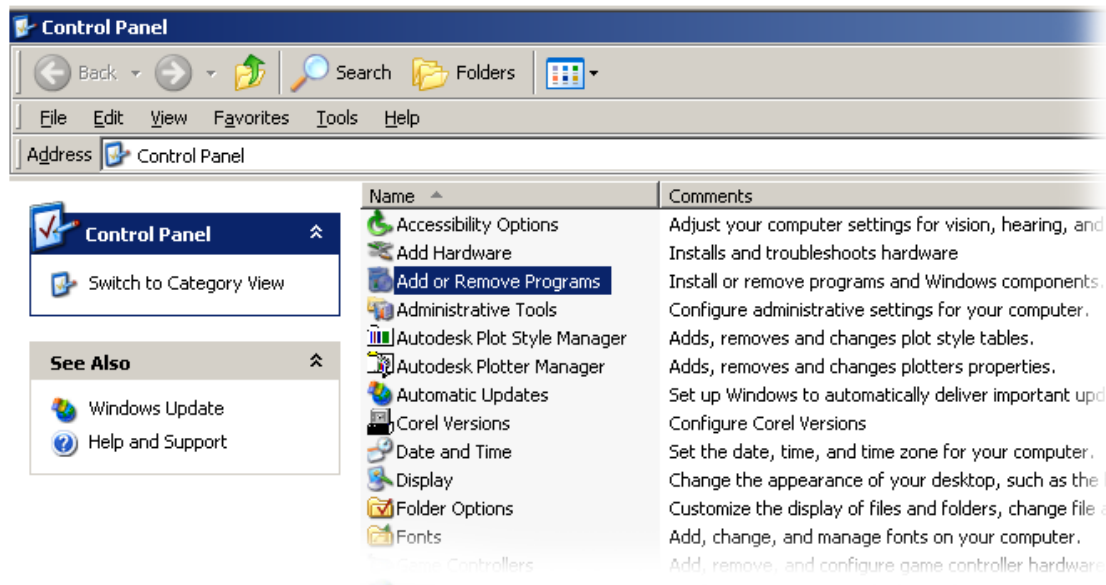 Control Panel
Back Search Folders
File Edit View Favorites Tools Help
Address Control Panel
Control Panel
Switch to Category View
See Also
Windows Update
Help and Support
Name Comments
Accessibility Options Adjust your computer settings for vision, hearing, and
Add Hardware Installs and troubleshoots hardware
Add or Remove Programs Install or remove programs and Windows components.
Administrative Tools Configure administrative settings for your computer.
Autodesk Plot Style Manager Adds, removes and changes plot style tables.
Autodesk Plotter Manager Adds, removes and changes plotters properties.
Automatic Updates Set up Windows to automatically deliver important upd
Corel Versions Configure Corel Versions
Date and Time Set the date, time, and time zone for your computer.
Display Change the appearance of your desktop, such as the
Folder Options Customize the display of files and folders, change file
Fonts Add, change, and manage fonts on your computer.
Game Controllers Add, remove, and configure game controller hardware